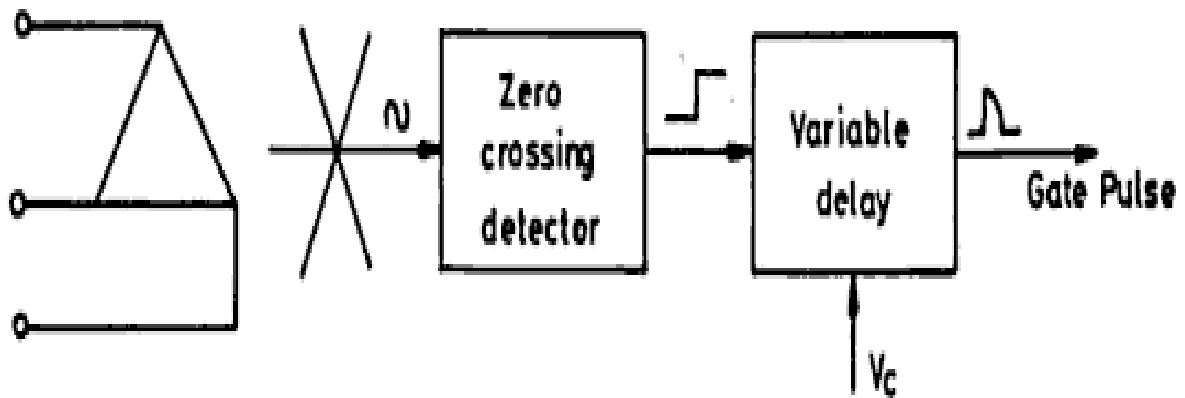 Zero
crossing
detector
Variable
delay
Gate Pulse
Vc